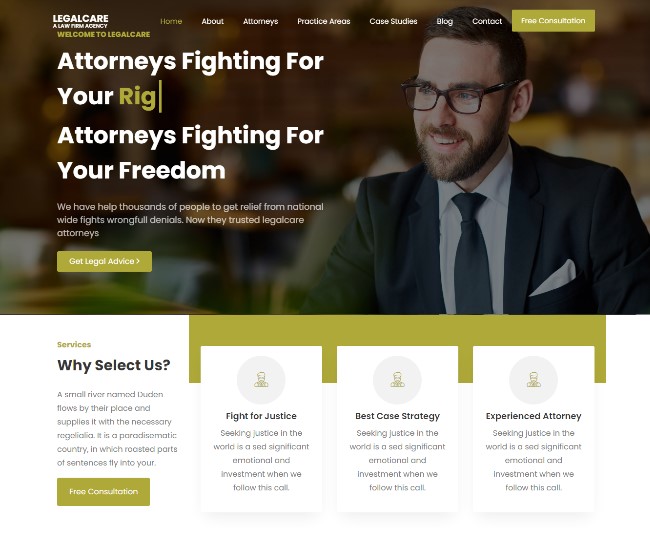 LEGALCARE
A LAW FIRM AGENCY
Home About Attorneys Practice Areas Case Studies Blog Contact Free Consultation
WELCOME TO LEGALCARE
Attorneys Fighting For
Your Rig
Attorneys Fighting For
Your Freedom
We have help thousands of people to get relief from national
wide fights wrongfull denials. Now they trusted legalcare
attorneys
Get Legal Advice >
Services
Why Select Us?
A small river named Duden
flows by their place and
supplies it with the necessary
regelialia. It is a paradisematic
country, in which roasted parts
of sentences fly into your.
Free Consultation
Fight for Justice
Seeking justice in the
world is a sed significant
emotional and
investment when we
follow this call.
Best Case Strategy
Seeking justice in the
world is a sed significant
emotional and
investment when we
follow this call.
Experienced Attorney
Seeking justice in the
world is a sed significant
emotional and
investment when we
follow this call.